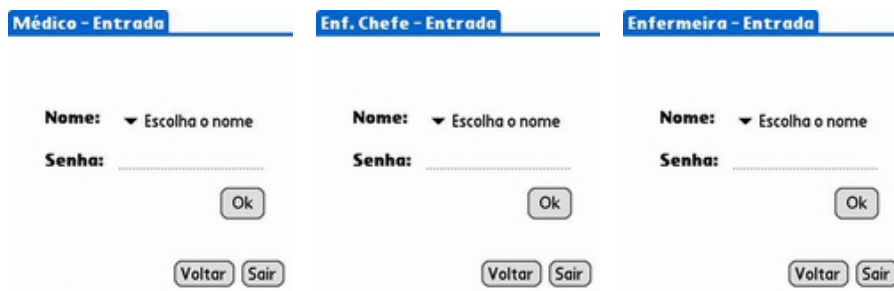 Médico - Entrada
Nome: Escolha o nome
Senha:
Ok
Voltar Sair
Enf. Chefe - Entrada
Nome: Escolha o nome
Senha:
Ok
Voltar Sair
Enfermeira - Entrada
Nome: Escolha o nome
Senha:
Ok
Voltar Sair